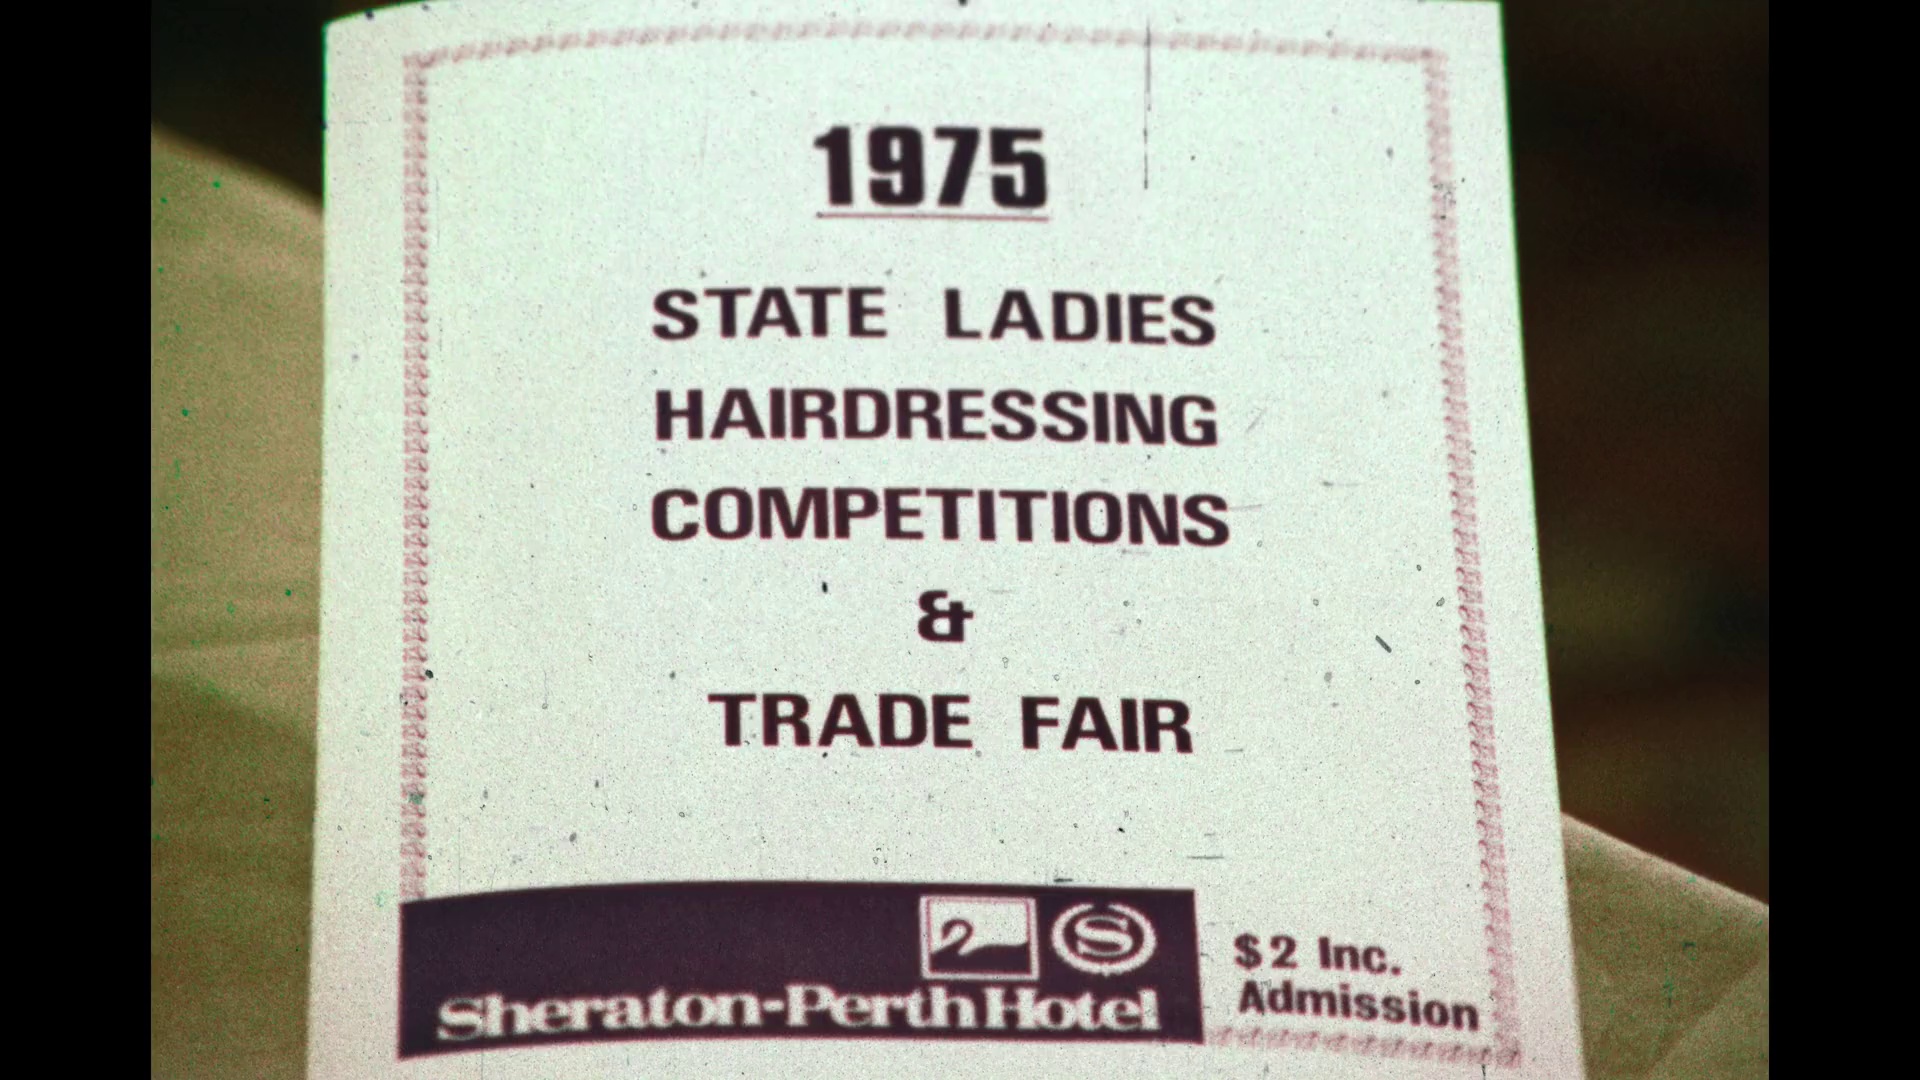 1975
STATE LADIES
HAIRDRESSING
COMPETITIONS
&
TRADE FAIR
Sheraton-Perth Hotel
$2 Inc.
Admission